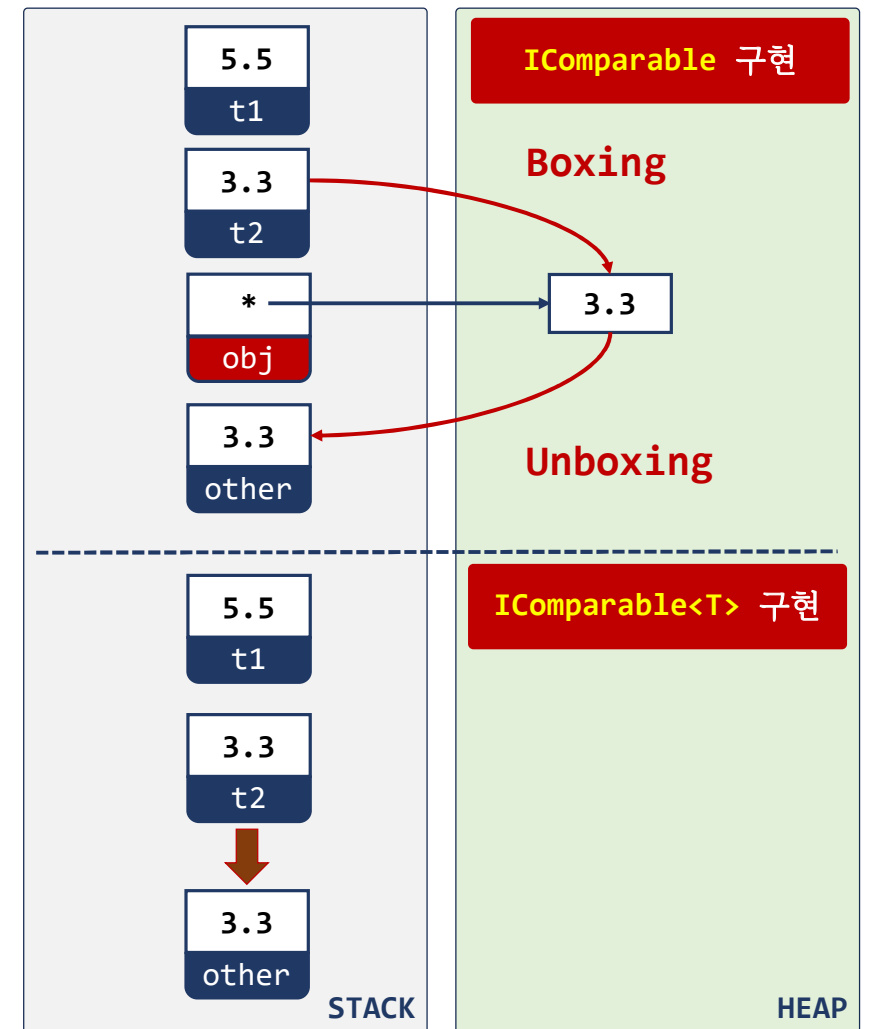 5.5
t1
IComparable 구현
3.3
t2
Boxing
*
obj
3.3
3.3
other
Unboxing
5.5
t1
IComparable<T> 구현
3.3
t2
3.3
other
STACK
HEAP